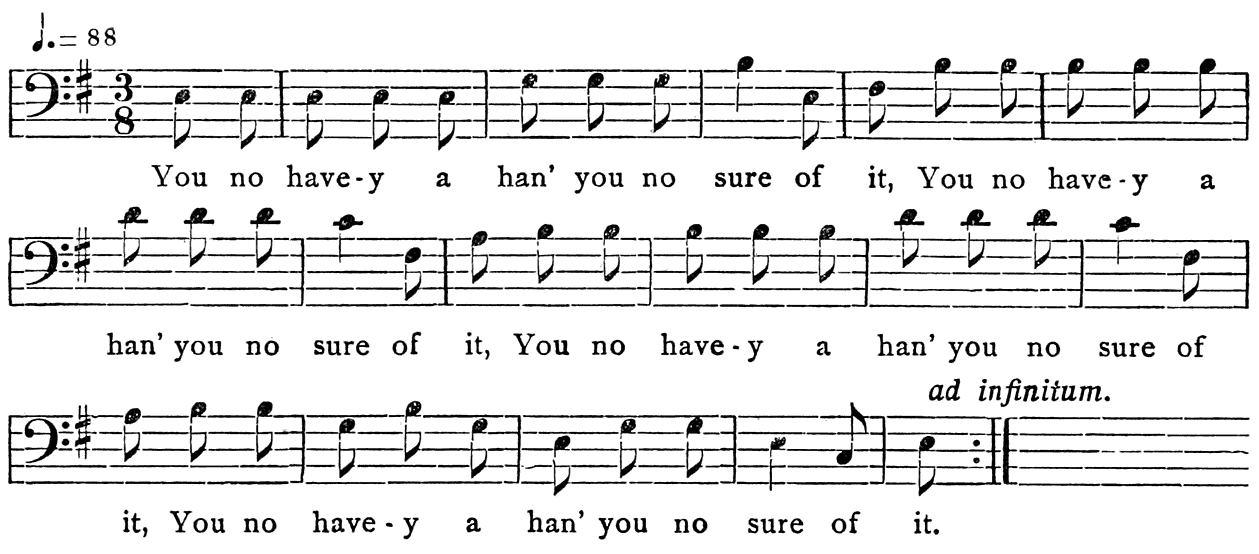 ♩. = 88
3
8
You no have-y a han' you no sure of it, You no have-y a
han' you no sure of it, You no have-y a han' you no sure of
ad infinitum.
it, You no have-y a han' you no sure of it.